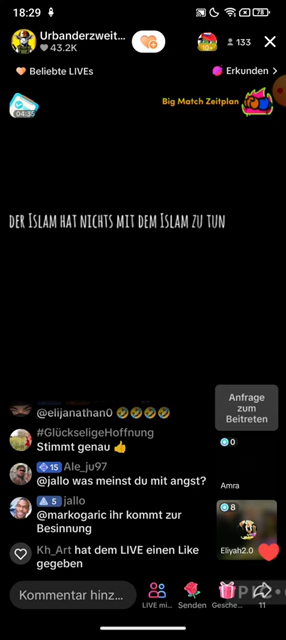 18:29
78
Urbanderzweit...
43.2K
133
Beliebte LIVEs
Erkunden >
04:35
Big Match Zeitplan
der Islam hat nichts mit dem Islam zu tun
@elijanathan0 🤣🤣🤣🤣
#GlückseligeHoffnung
Stimmt genau 👍
15 Ale_ju97
@jallo was meinst du mit angst?
5 jallo
@markogaric ihr kommt zur
Besinnung
Kh_Art hat dem LIVE einen Like
gegeben
Anfrage
zum
Beitreten
0
Amra
8
Eliyah2.0
Kommentar hinz...
LIVE mi...
Senden
Gesche...
11